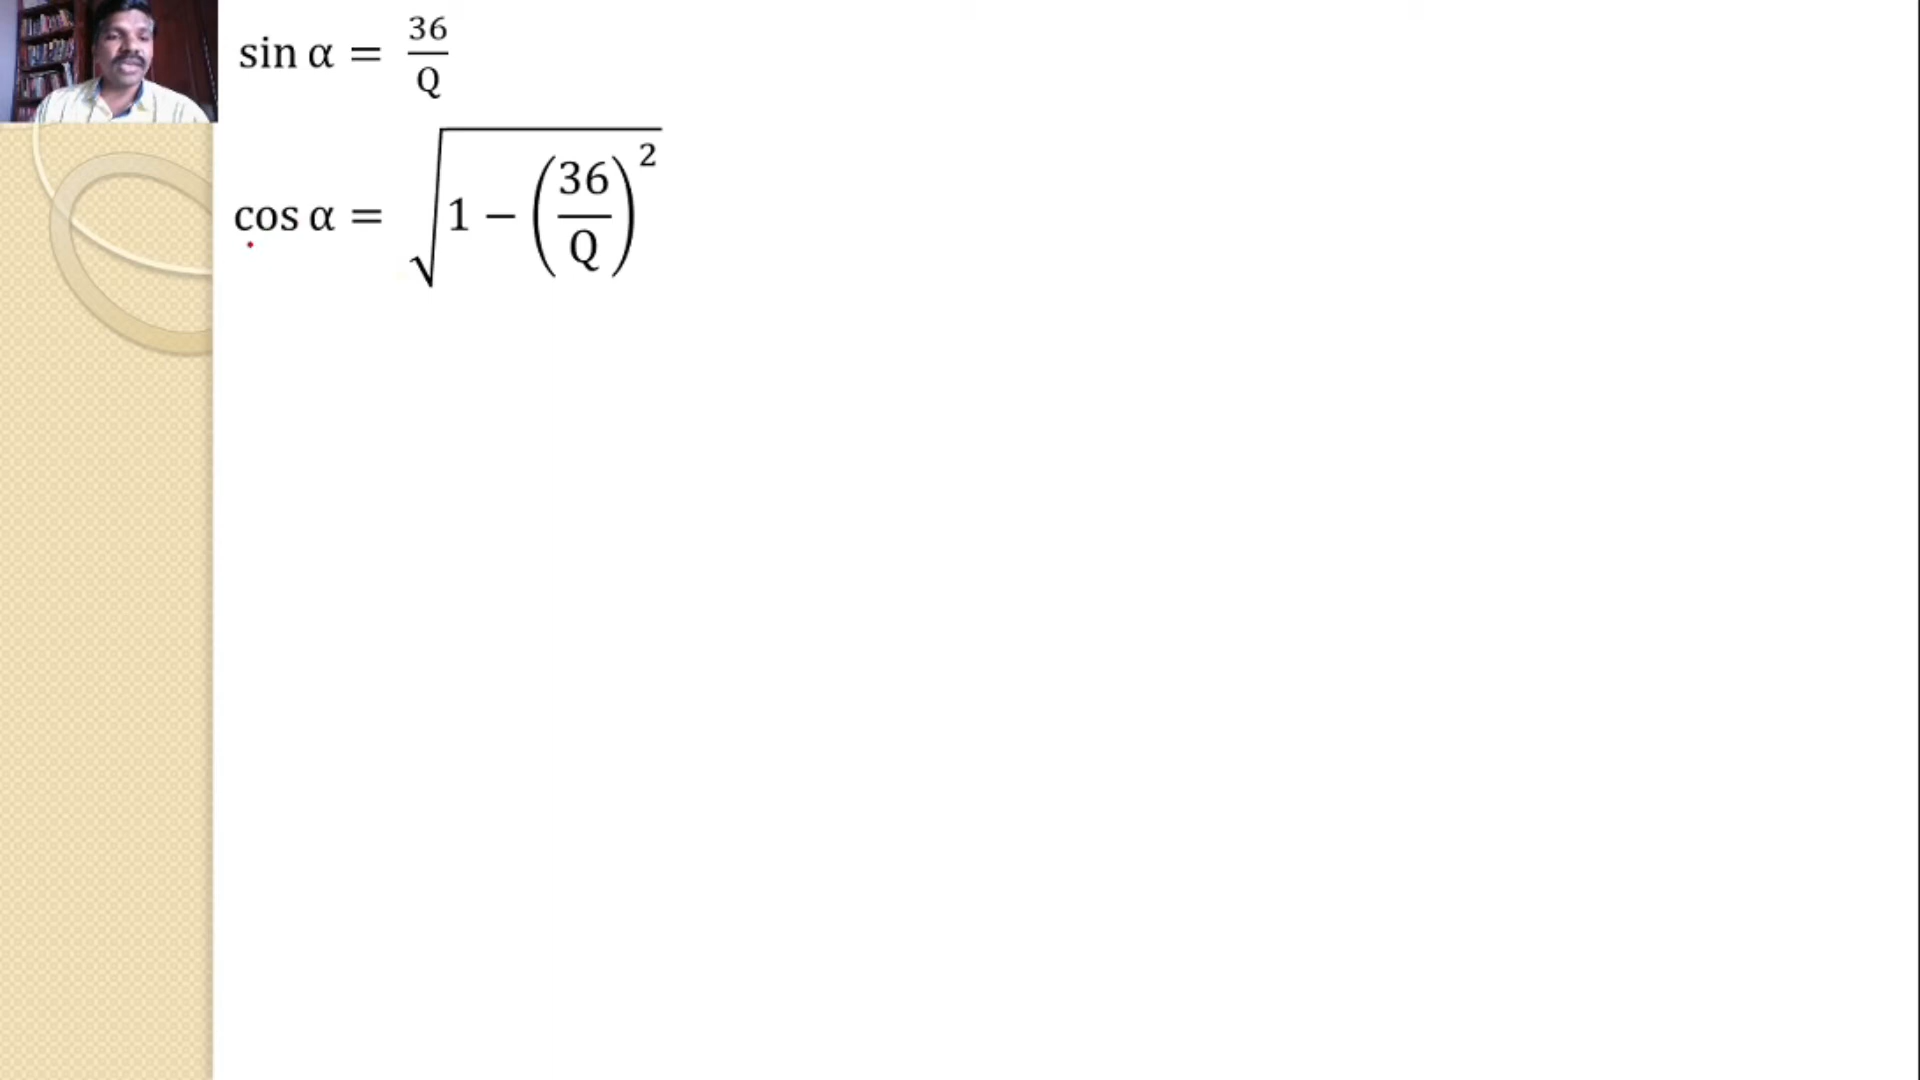 sin α = 36/Q
cos α = √(1 − (36/Q)²)